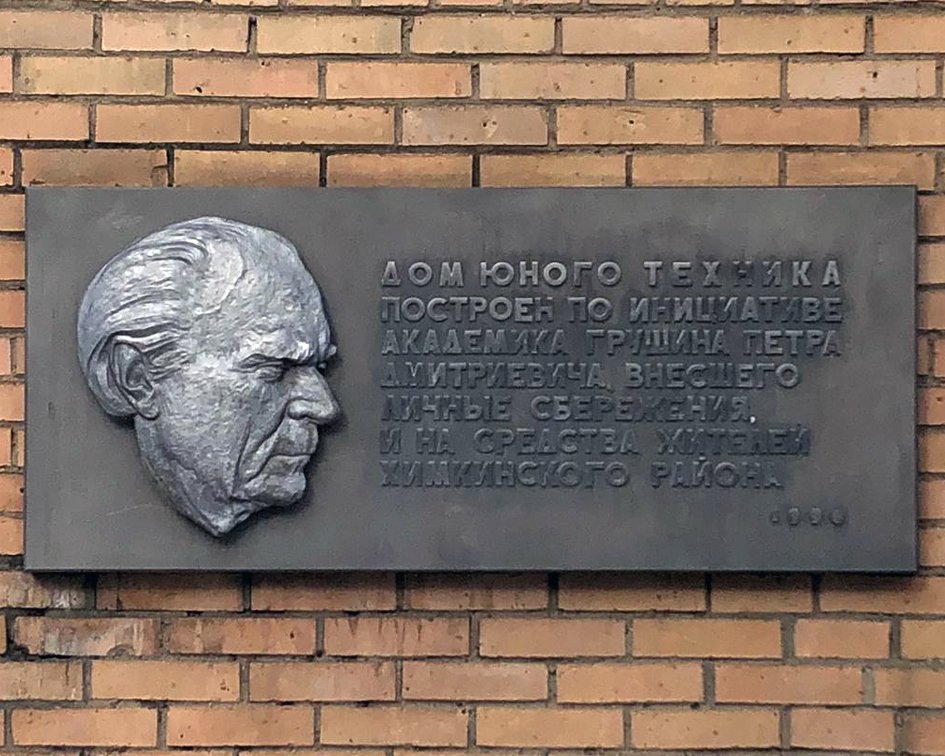 ДОМ ЮНОГО ТЕХНИКА
ПОСТРОЕН ПО ИНИЦИАТИВЕ
АКАДЕМИКА ГРУШИНА ПЕТРА
ДМИТРИЕВИЧА, ВНЕСШЕГО
ЛИЧНЫЕ СБЕРЕЖЕНИЯ,
И НА СРЕДСТВА ЖИТЕЛЕЙ
ХИМКИНСКОГО РАЙОНА